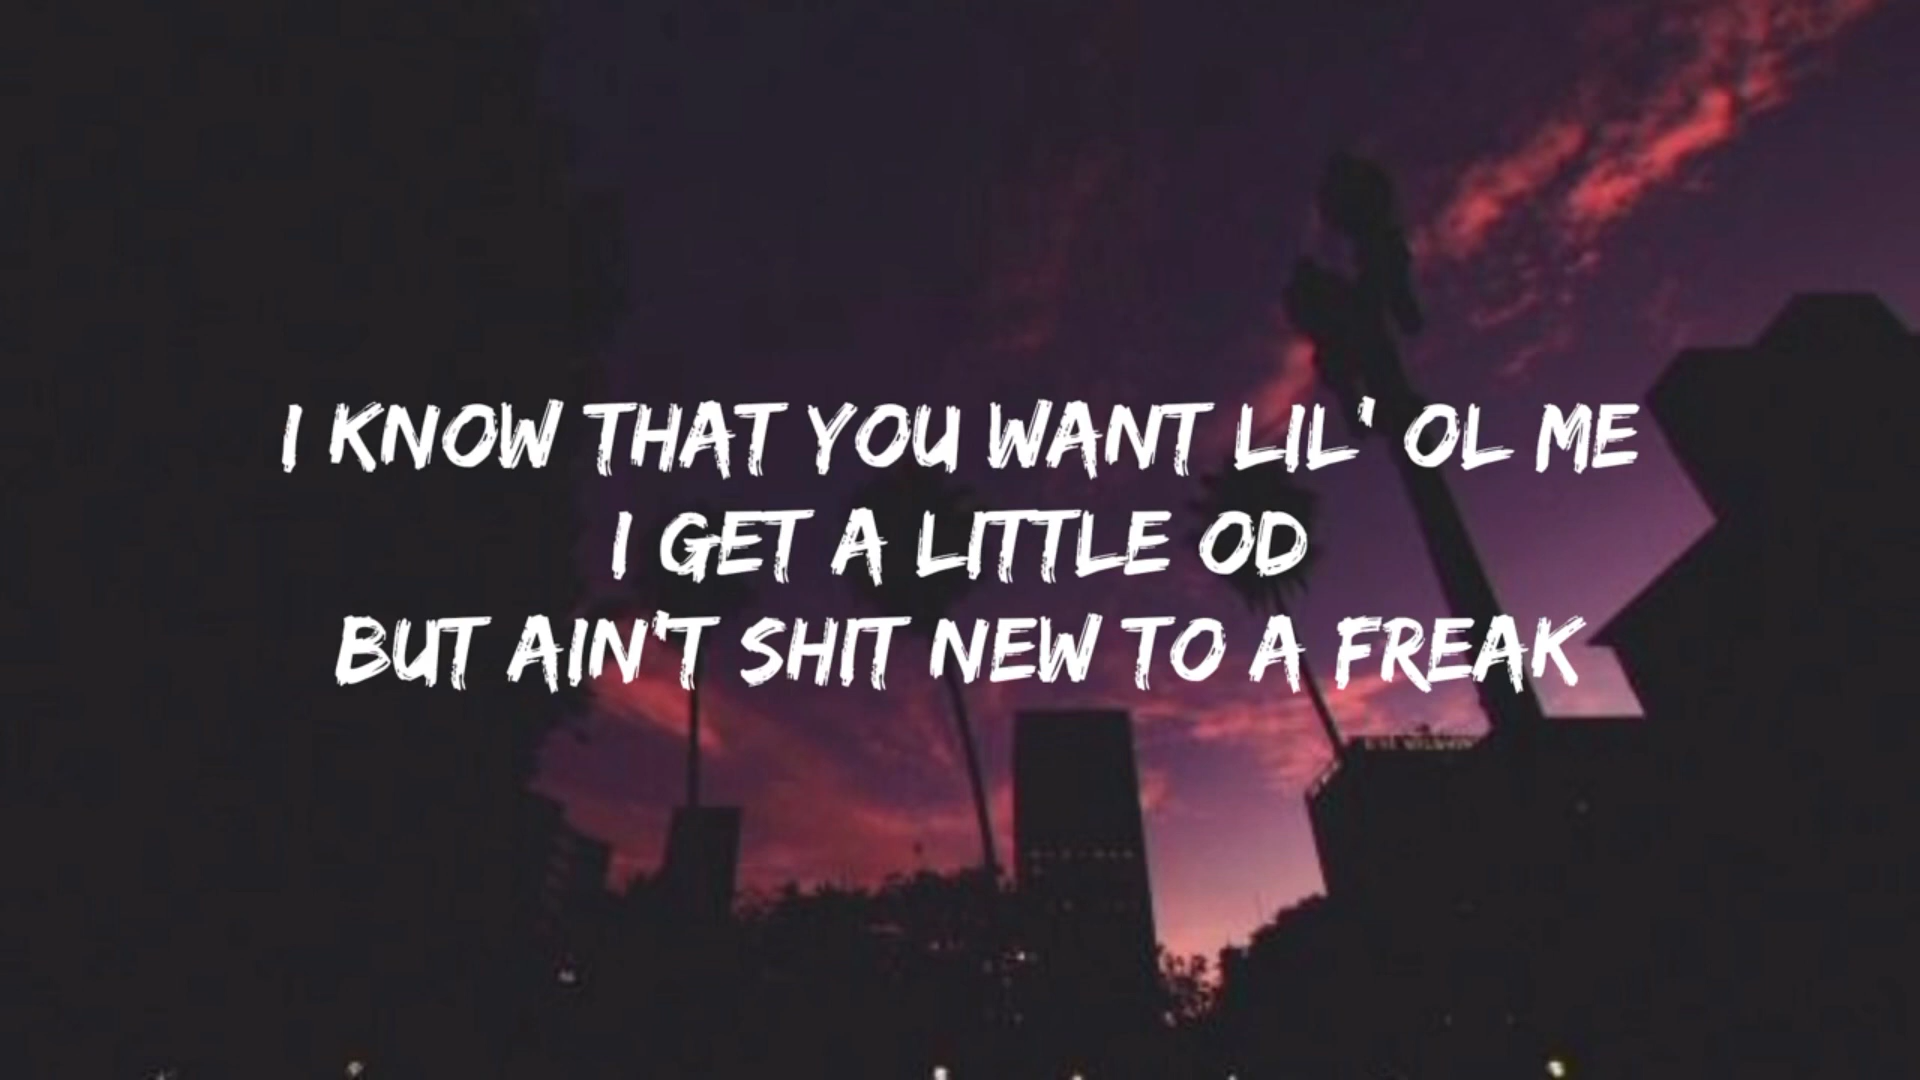 I KNOW THAT YOU WANT LIL' OL ME
I GET A LITTLE OD
BUT AIN'T SHIT NEW TO A FREAK